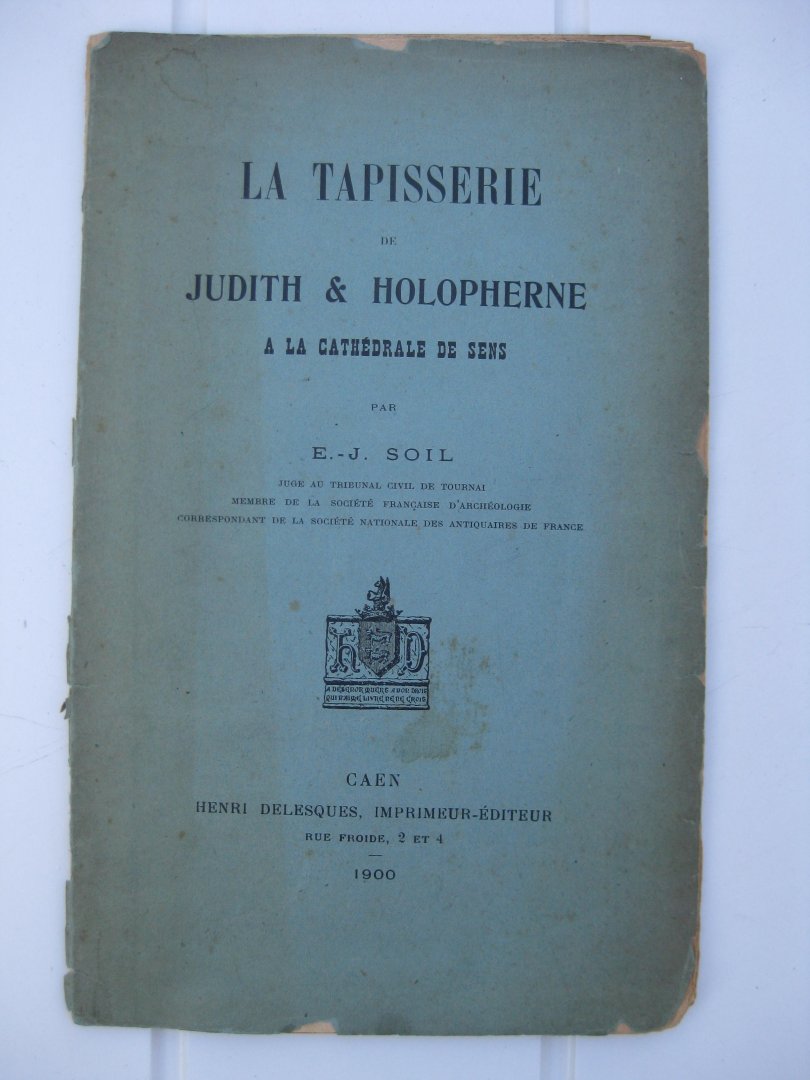 LA TAPISSERIE
DE
JUDITH & HOLOPHERNE
A LA CATHÉDRALE DE SENS
PAR
E.-J. SOIL
JUGE AU TRIBUNAL CIVIL DE TOURNAI
MEMBRE DE LA SOCIÉTÉ FRANÇAISE D'ARCHÉOLOGIE
CORRESPONDANT DE LA SOCIÉTÉ NATIONALE DES ANTIQUAIRES DE FRANCE
H D
CAEN
HENRI DELESQUES, IMPRIMEUR-ÉDITEUR
RUE FROIDE, 2 ET 4
1900